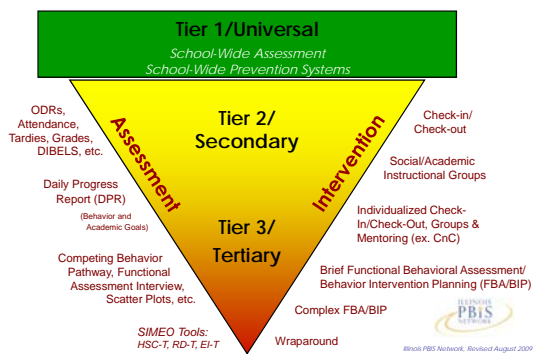 Tier 1/Universal
School-Wide Assessment
School-Wide Prevention Systems
Tier 2/
Secondary
Tier 3/
Tertiary
Assessment
Intervention
ODRs,
Attendance,
Tardies, Grades,
DIBELS, etc.
Daily Progress
Report (DPR)
(Behavior and
Academic Goals)
Competing Behavior
Pathway, Functional
Assessment Interview,
Scatter Plots, etc.
SIMEO Tools:
HSC-T, RD-T, EI-T
Check-in/
Check-out
Social/Academic
Instructional Groups
Individualized Check-
In/Check-Out, Groups &
Mentoring (ex. CnC)
Brief Functional Behavioral Assessment/
Behavior Intervention Planning (FBA/BIP)
Complex FBA/BIP
Wraparound
ILLINOIS
PBIS
NETWORK
Illinois PBIS Network, Revised August 2009